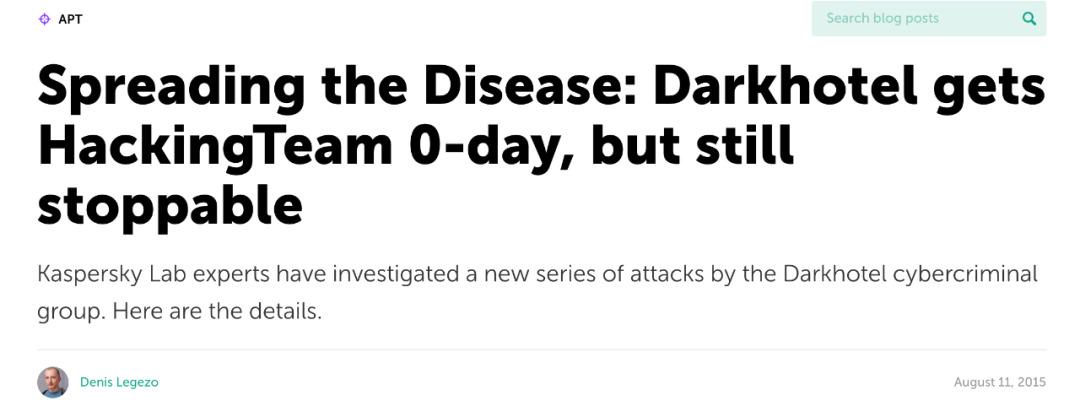 APT
Search blog posts
Spreading the Disease: Darkhotel gets
HackingTeam 0-day, but still
stoppable
Kaspersky Lab experts have investigated a new series of attacks by the Darkhotel cybercriminal
group. Here are the details.
Denis Legezo
August 11, 2015